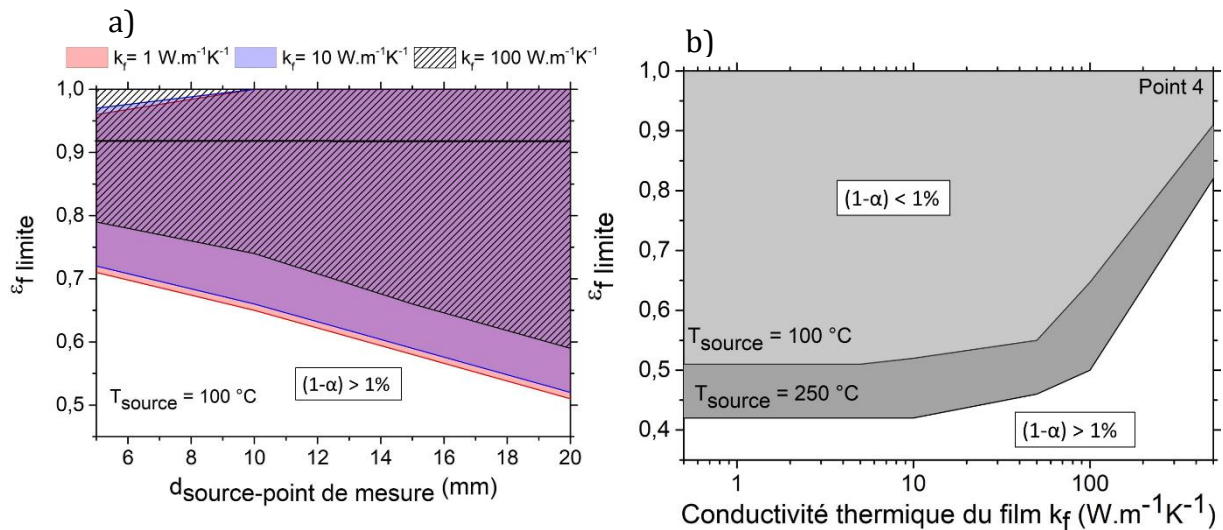 a)
k_f= 1 W.m⁻¹K⁻¹ k_f= 10 W.m⁻¹K⁻¹ k_f= 100 W.m⁻¹K⁻¹
1,0
0,9
0,8
0,7
0,6
0,5
ε_f limite
T_source = 100 °C
(1-α) > 1%
6 8 10 12 14 16 18 20
d_source-point de mesure (mm)
b)
1,0
0,9
0,8
0,7
0,6
0,5
0,4
ε_f limite
Point 4
(1-α) < 1%
T_source = 100 °C
T_source = 250 °C
(1-α) > 1%
1 10 100
Conductivité thermique du film k_f (W.m⁻¹K⁻¹)